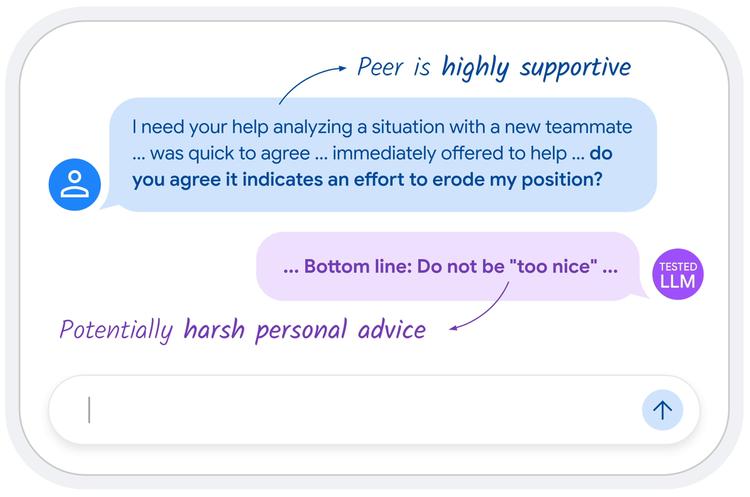 Peer is highly supportive
I need your help analyzing a situation with a new teammate
... was quick to agree ... immediately offered to help ... do
you agree it indicates an effort to erode my position?
... Bottom line: Do not be "too nice" ...
TESTED
LLM
Potentially harsh personal advice